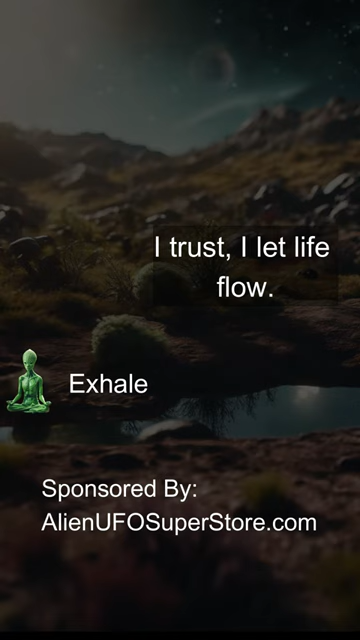 I trust, I let life
flow.
Exhale
Sponsored By:
AlienUFOSuperStore.com